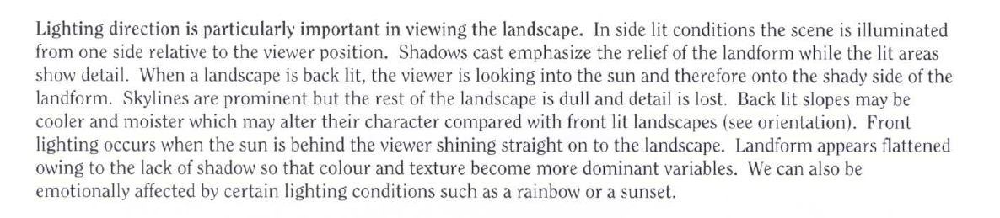 Lighting direction is particularly important in viewing the landscape.  In side lit conditions the scene is illuminated
from one side relative to the viewer position.  Shadows cast emphasize the relief of the landform while the lit areas
show detail.  When a landscape is back lit, the viewer is looking into the sun and therefore onto the shady side of the
landform.  Skylines are prominent but the rest of the landscape is dull and detail is lost.  Back lit slopes may be
cooler and moister which may alter their character compared with front lit landscapes (see orientation).  Front
lighting occurs when the sun is behind the viewer shining straight on to the landscape.  Landform appears flattened
owing to the lack of shadow so that colour and texture become more dominant variables.  We can also be
emotionally affected by certain lighting conditions such as a rainbow or a sunset.